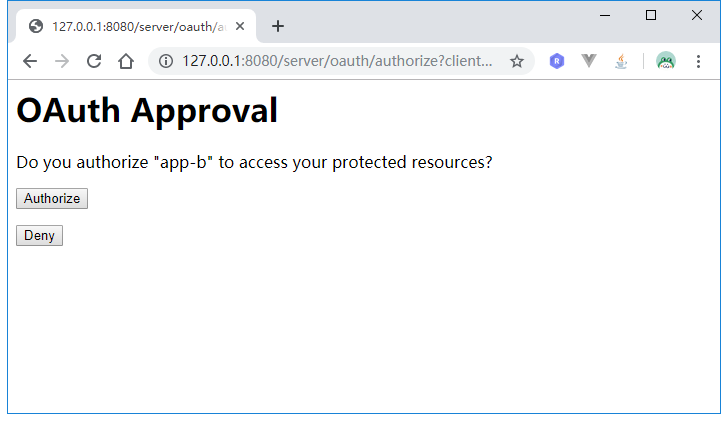 127.0.0.1:8080/server/oauth/a
127.0.0.1:8080/server/oauth/authorize?client...
OAuth Approval
Do you authorize "app-b" to access your protected resources?
Authorize
Deny